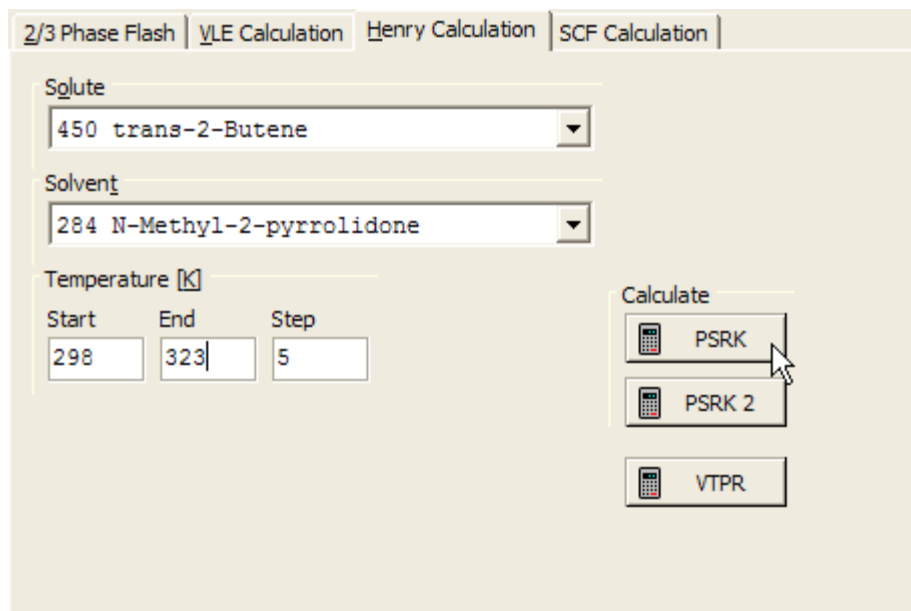 2/3 Phase Flash VLE Calculation Henry Calculation SCF Calculation
Solute
450 trans-2-Butene
Solvent
284 N-Methyl-2-pyrrolidone
Temperature [K]
Start End Step
298 323 5
Calculate
PSRK
PSRK 2
VTPR